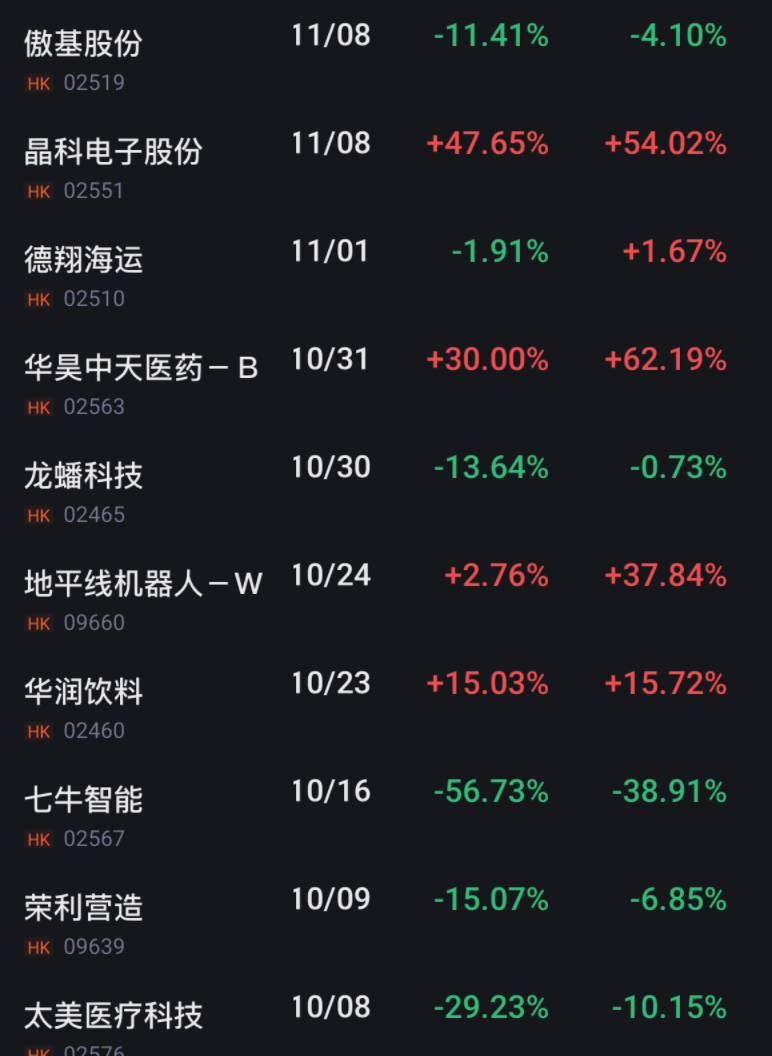 傲基股份 11/08 -11.41% -4.10%
HK 02519
晶科电子股份 11/08 +47.65% +54.02%
HK 02551
德翔海运 11/01 -1.91% +1.67%
HK 02510
华昊中天医药－B 10/31 +30.00% +62.19%
HK 02563
龙蟠科技 10/30 -13.64% -0.73%
HK 02465
地平线机器人－W 10/24 +2.76% +37.84%
HK 09660
华润饮料 10/23 +15.03% +15.72%
HK 02460
七牛智能 10/16 -56.73% -38.91%
HK 02567
荣利营造 10/09 -15.07% -6.85%
HK 09639
太美医疗科技 10/08 -29.23% -10.15%
HK 02576